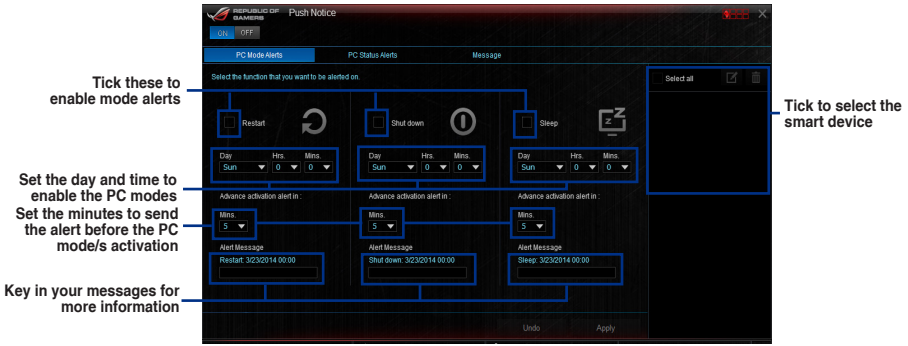 REPUBLIC OF GAMERS Push Notice
ON OFF
PC Mode Alerts PC Status Alerts Message
Select the function that you want to be alerted on.
Select all
Restart Shut down Sleep
Day Hrs. Mins. Day Hrs. Mins. Day Hrs. Mins.
Sun 0 0 Sun 0 0 Sun 0 0
Advance activation alert in : Advance activation alert in : Advance activation alert in :
Mins. Mins. Mins.
5 5 5
Alert Message Alert Message Alert Message
Restart: 3/23/2014 00:00 Shut down: 3/23/2014 00:00 Sleep: 3/23/2014 00:00
Undo Apply
Tick these to
enable mode alerts
Set the day and time to
enable the PC modes
Set the minutes to send
the alert before the PC
mode/s activation
Key in your messages for
more information
Tick to select the
smart device